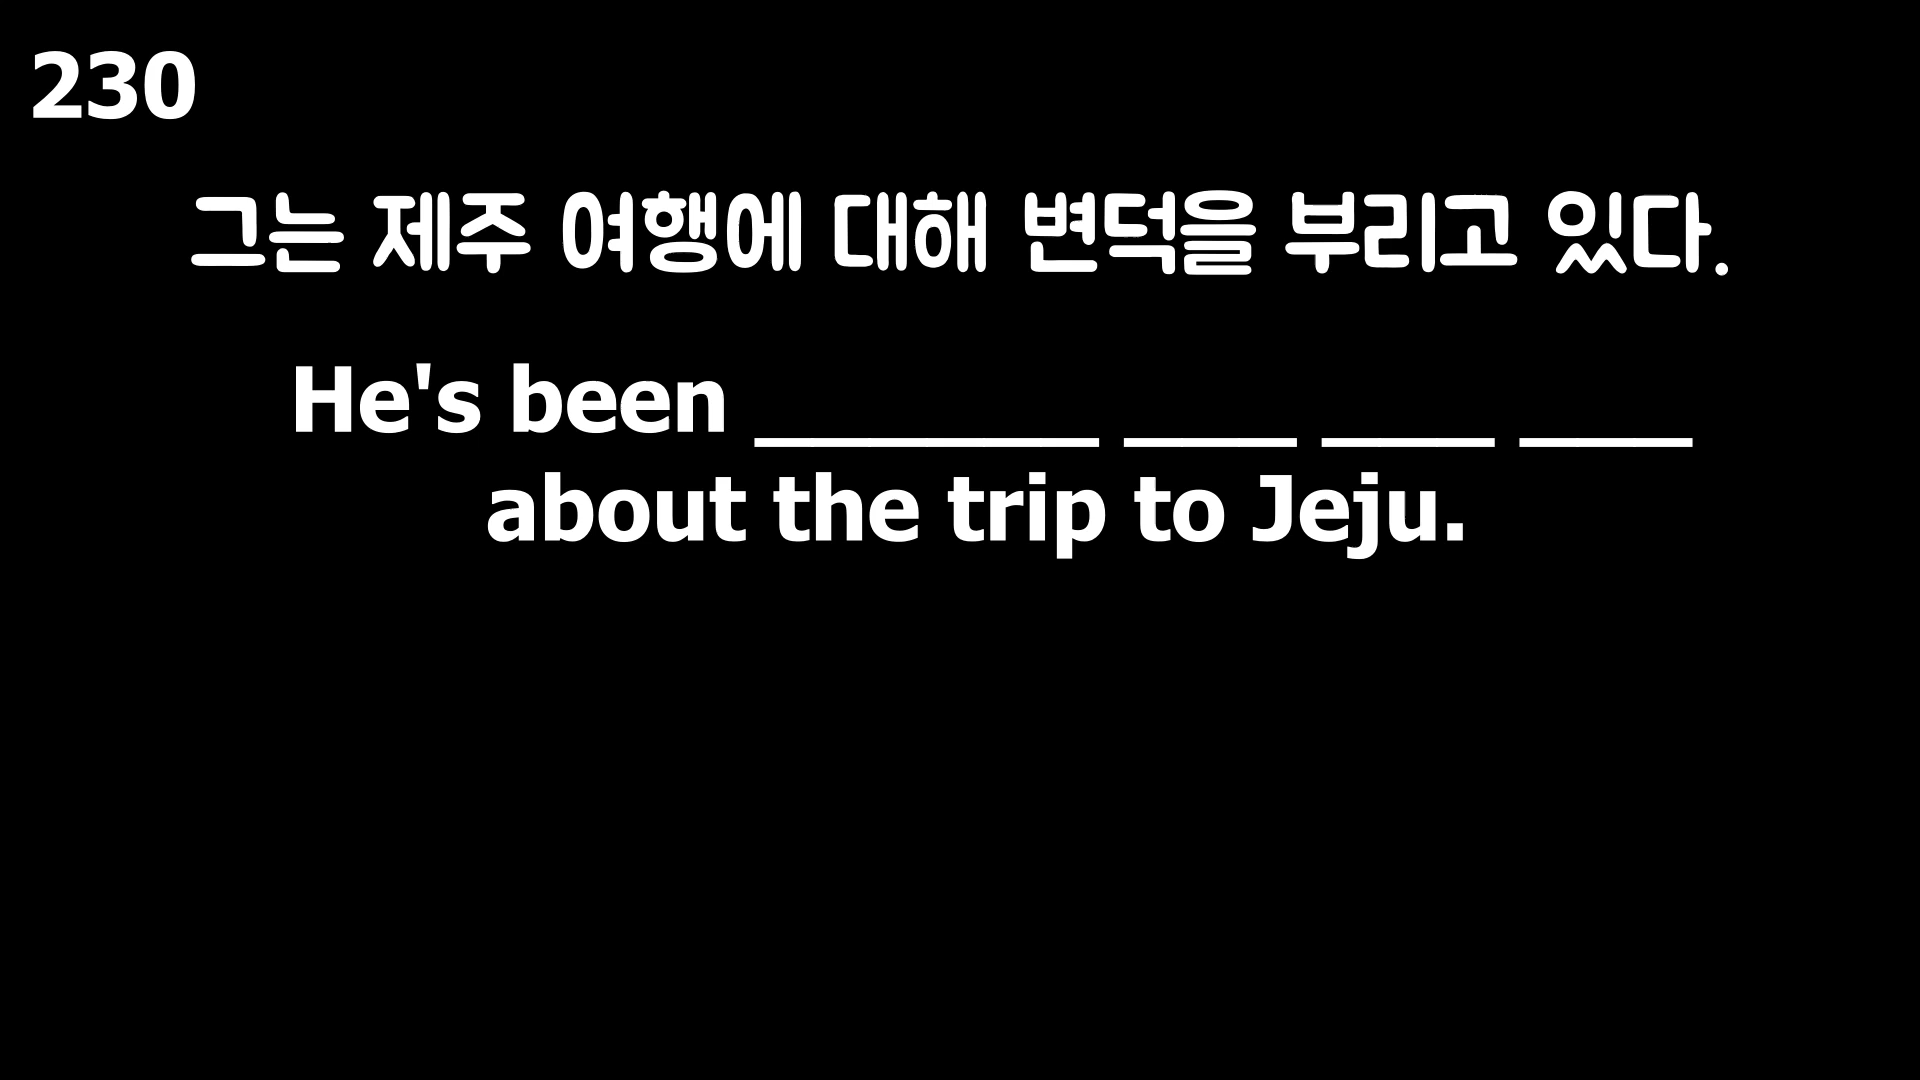 230
그는 제주 여행에 대해 변덕을 부리고 있다.
He's been ________ ____ ____ ____
about the trip to Jeju.